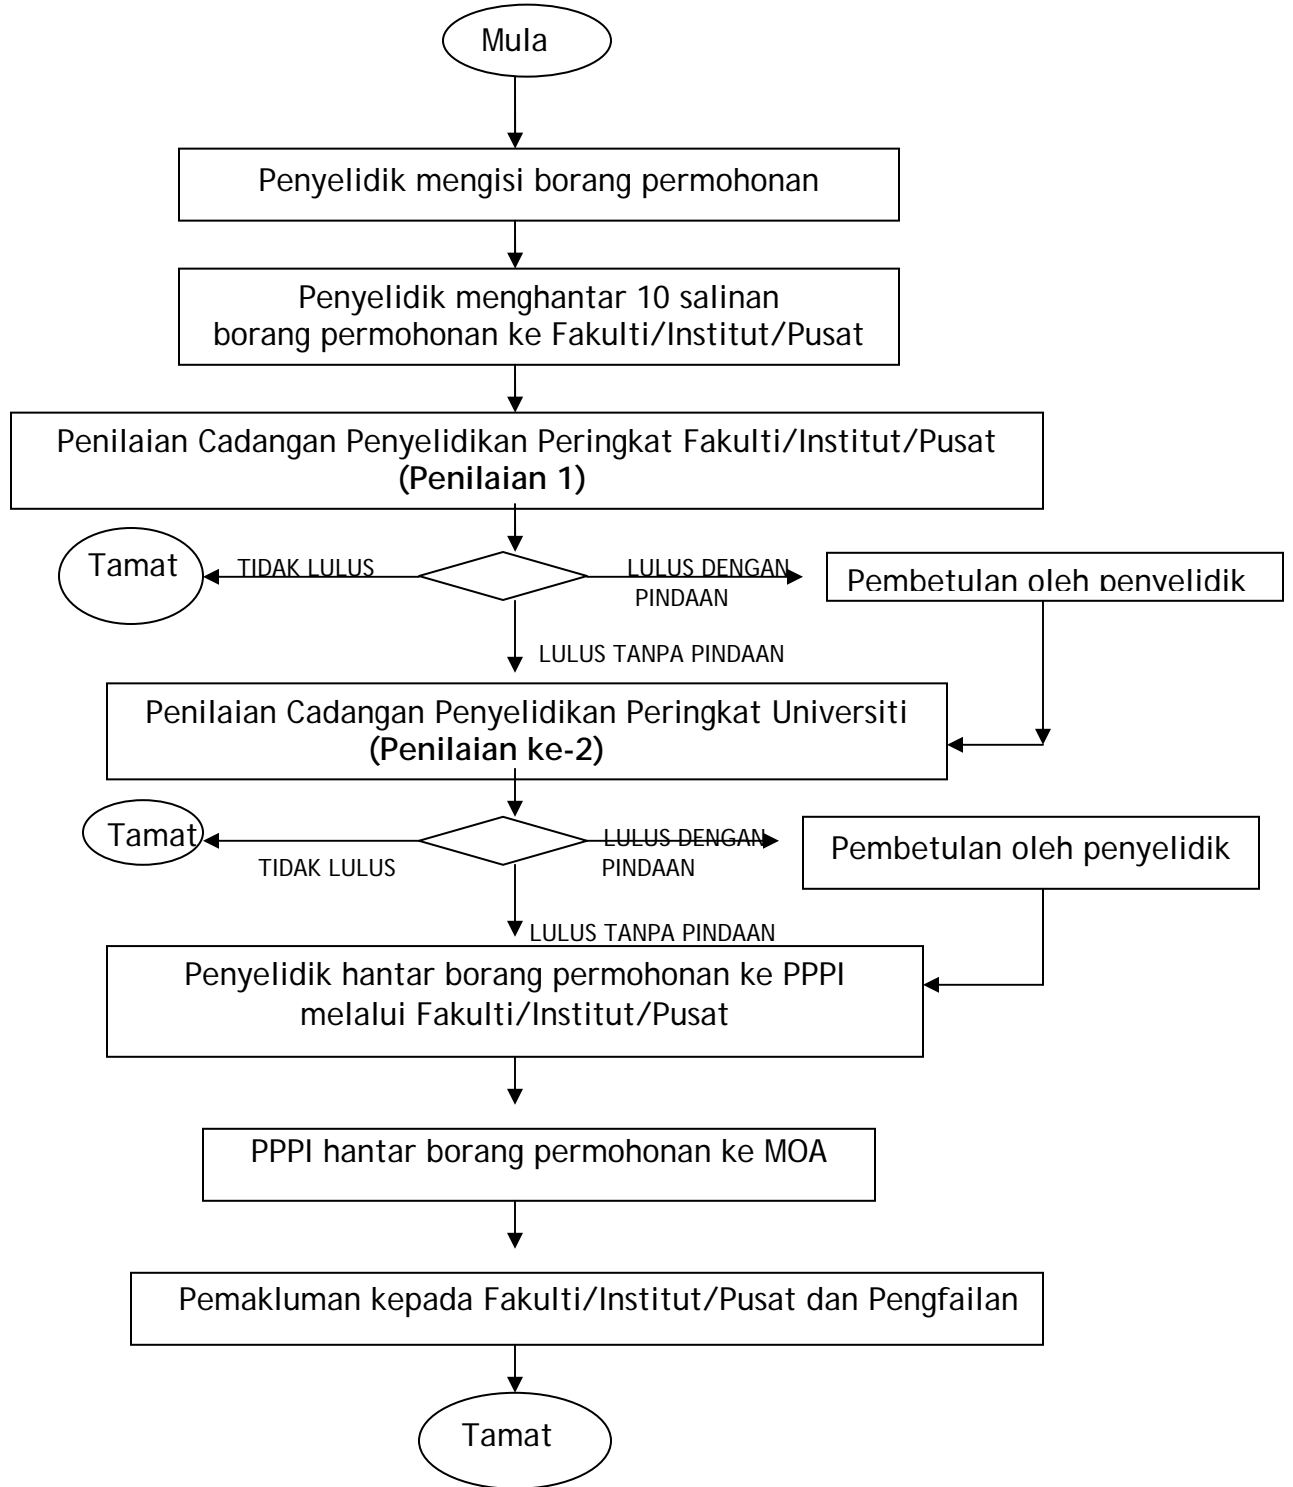 Mula
Penyelidik mengisi borang permohonan
Penyelidik menghantar 10 salinan
borang permohonan ke Fakulti/Institut/Pusat
Penilaian Cadangan Penyelidikan Peringkat Fakulti/Institut/Pusat
(Penilaian 1)
Tamat
TIDAK LULUS
LULUS DENGAN
PINDAAN
Pembetulan oleh penyelidik
LULUS TANPA PINDAAN
Penilaian Cadangan Penyelidikan Peringkat Universiti
(Penilaian ke-2)
Tamat
TIDAK LULUS
LULUS DENGAN
PINDAAN
Pembetulan oleh penyelidik
LULUS TANPA PINDAAN
Penyelidik hantar borang permohonan ke PPPI
melalui Fakulti/Institut/Pusat
PPPI hantar borang permohonan ke MOA
Pemakluman kepada Fakulti/Institut/Pusat dan Pengfailan
Tamat